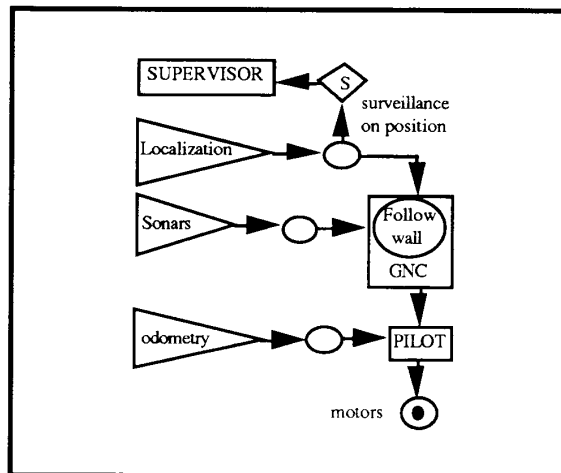 SUPERVISOR
S
surveillance
on position
Localization
Sonars
Follow
wall
GNC
odometry
PILOT
motors